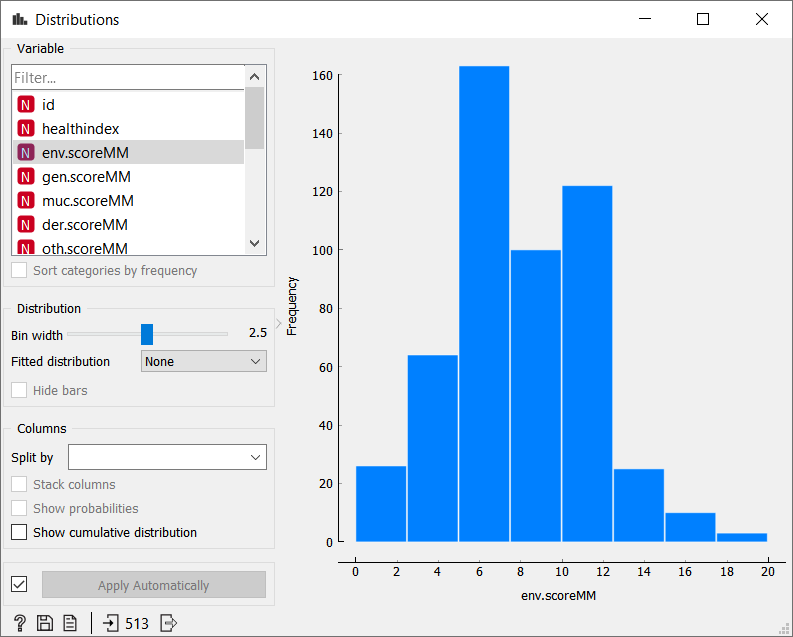 Distributions
Variable
Filter...
N id
N healthindex
N env.scoreMM
N gen.scoreMM
N muc.scoreMM
N der.scoreMM
N oth.scoreMM
Sort categories by frequency
Distribution
Bin width 2.5
Fitted distribution None
Hide bars
Columns
Split by
Stack columns
Show probabilities
Show cumulative distribution
Apply Automatically
? 513
160
140
120
100
80
60
40
20
0
Frequency
0 2 4 6 8 10 12 14 16 18 20
env.scoreMM